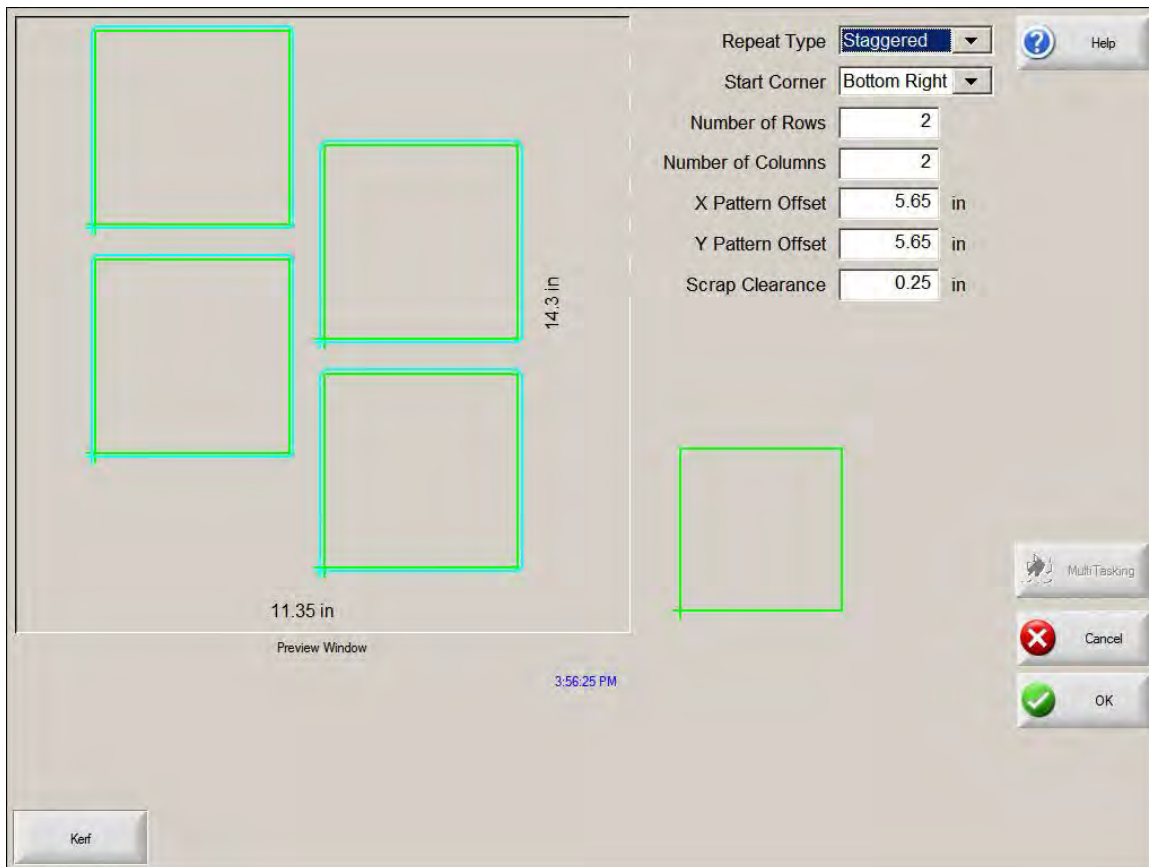 Repeat Type Staggered
Help
Start Corner Bottom Right
Number of Rows 2
Number of Columns 2
X Pattern Offset 5.65 in
Y Pattern Offset 5.65 in
Scrap Clearance 0.25 in
14.3 in
11.35 in
Preview Window
3:56:25 PM
MultiTasking
Cancel
OK
Kerf